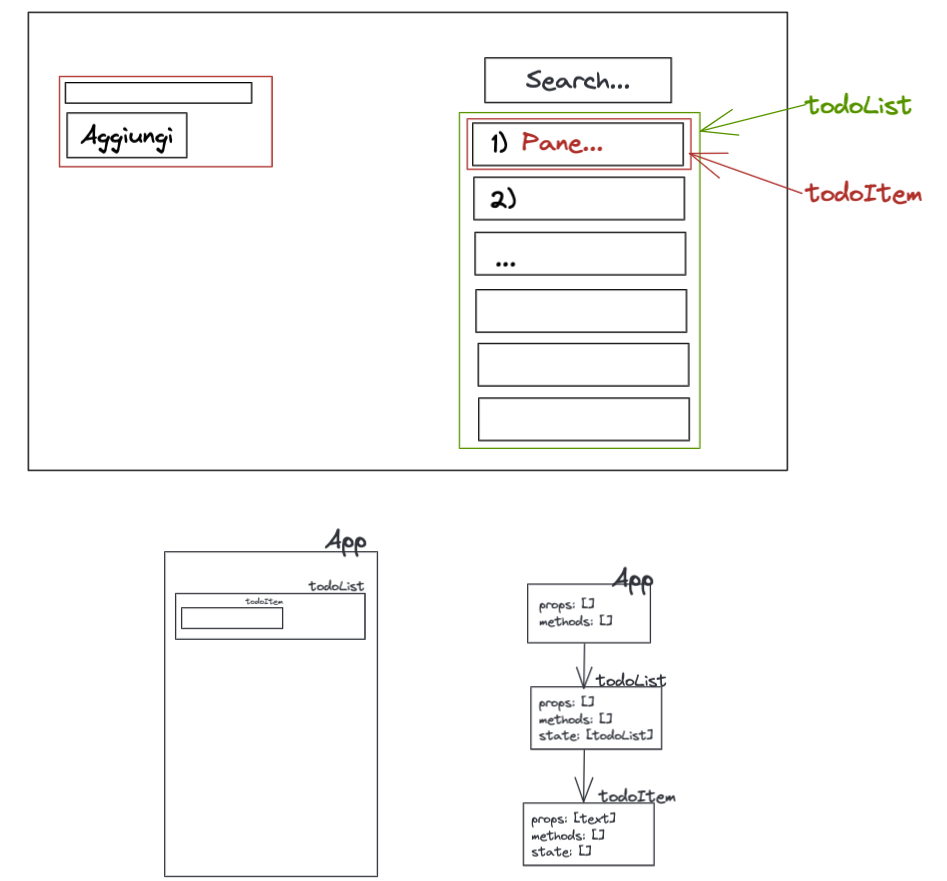 Search...
todoList
Aggiungi
1) Pane...
todoItem
2)
...
App
todoList
todoItem
App
props: []
methods: []
todoList
props: []
methods: []
state: [todoList]
todoItem
props: [text]
methods: []
state: []